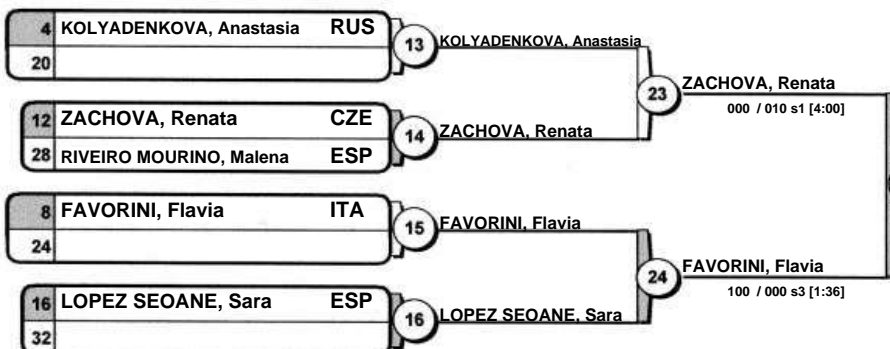 4 KOLYADENKOVA, Anastasia RUS
20
13
KOLYADENKOVA, Anastasia
12 ZACHOVA, Renata CZE
28 RIVEIRO MOURINO, Malena ESP
14
ZACHOVA, Renata
23
ZACHOVA, Renata
000 / 010 s1 [4:00]
8 FAVORINI, Flavia ITA
24
15
FAVORINI, Flavia
16 LOPEZ SEOANE, Sara ESP
32
16
LOPEZ SEOANE, Sara
24
FAVORINI, Flavia
100 / 000 s3 [1:36]